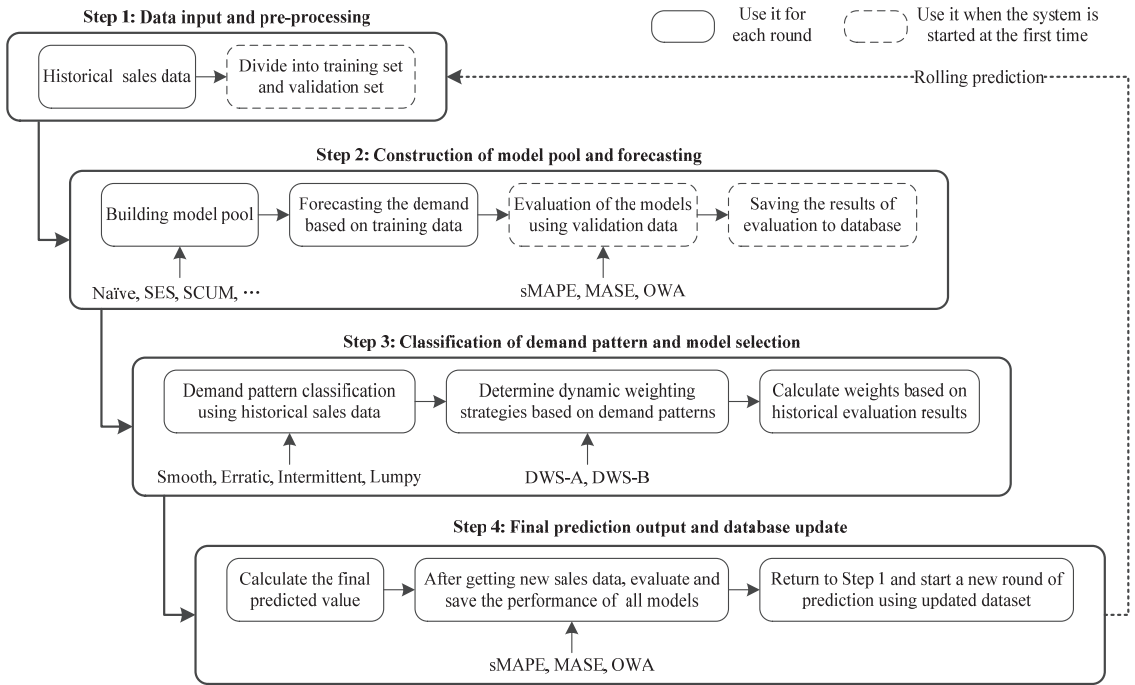 Step 1: Data input and pre-processing
Use it for
each round
Use it when the system is
started at the first time
Historical sales data
Divide into training set
and validation set
Rolling prediction
Step 2: Construction of model pool and forecasting
Building model pool
Forecasting the demand
based on training data
Evaluation of the models
using validation data
Saving the results of
evaluation to database
Naïve, SES, SCUM, ···
sMAPE, MASE, OWA
Step 3: Classification of demand pattern and model selection
Demand pattern classification
using historical sales data
Determine dynamic weighting
strategies based on demand patterns
Calculate weights based on
historical evaluation results
Smooth, Erratic, Intermittent, Lumpy
DWS-A, DWS-B
Step 4: Final prediction output and database update
Calculate the final
predicted value
After getting new sales data, evaluate and
save the performance of all models
Return to Step 1 and start a new round of
prediction using updated dataset
sMAPE, MASE, OWA